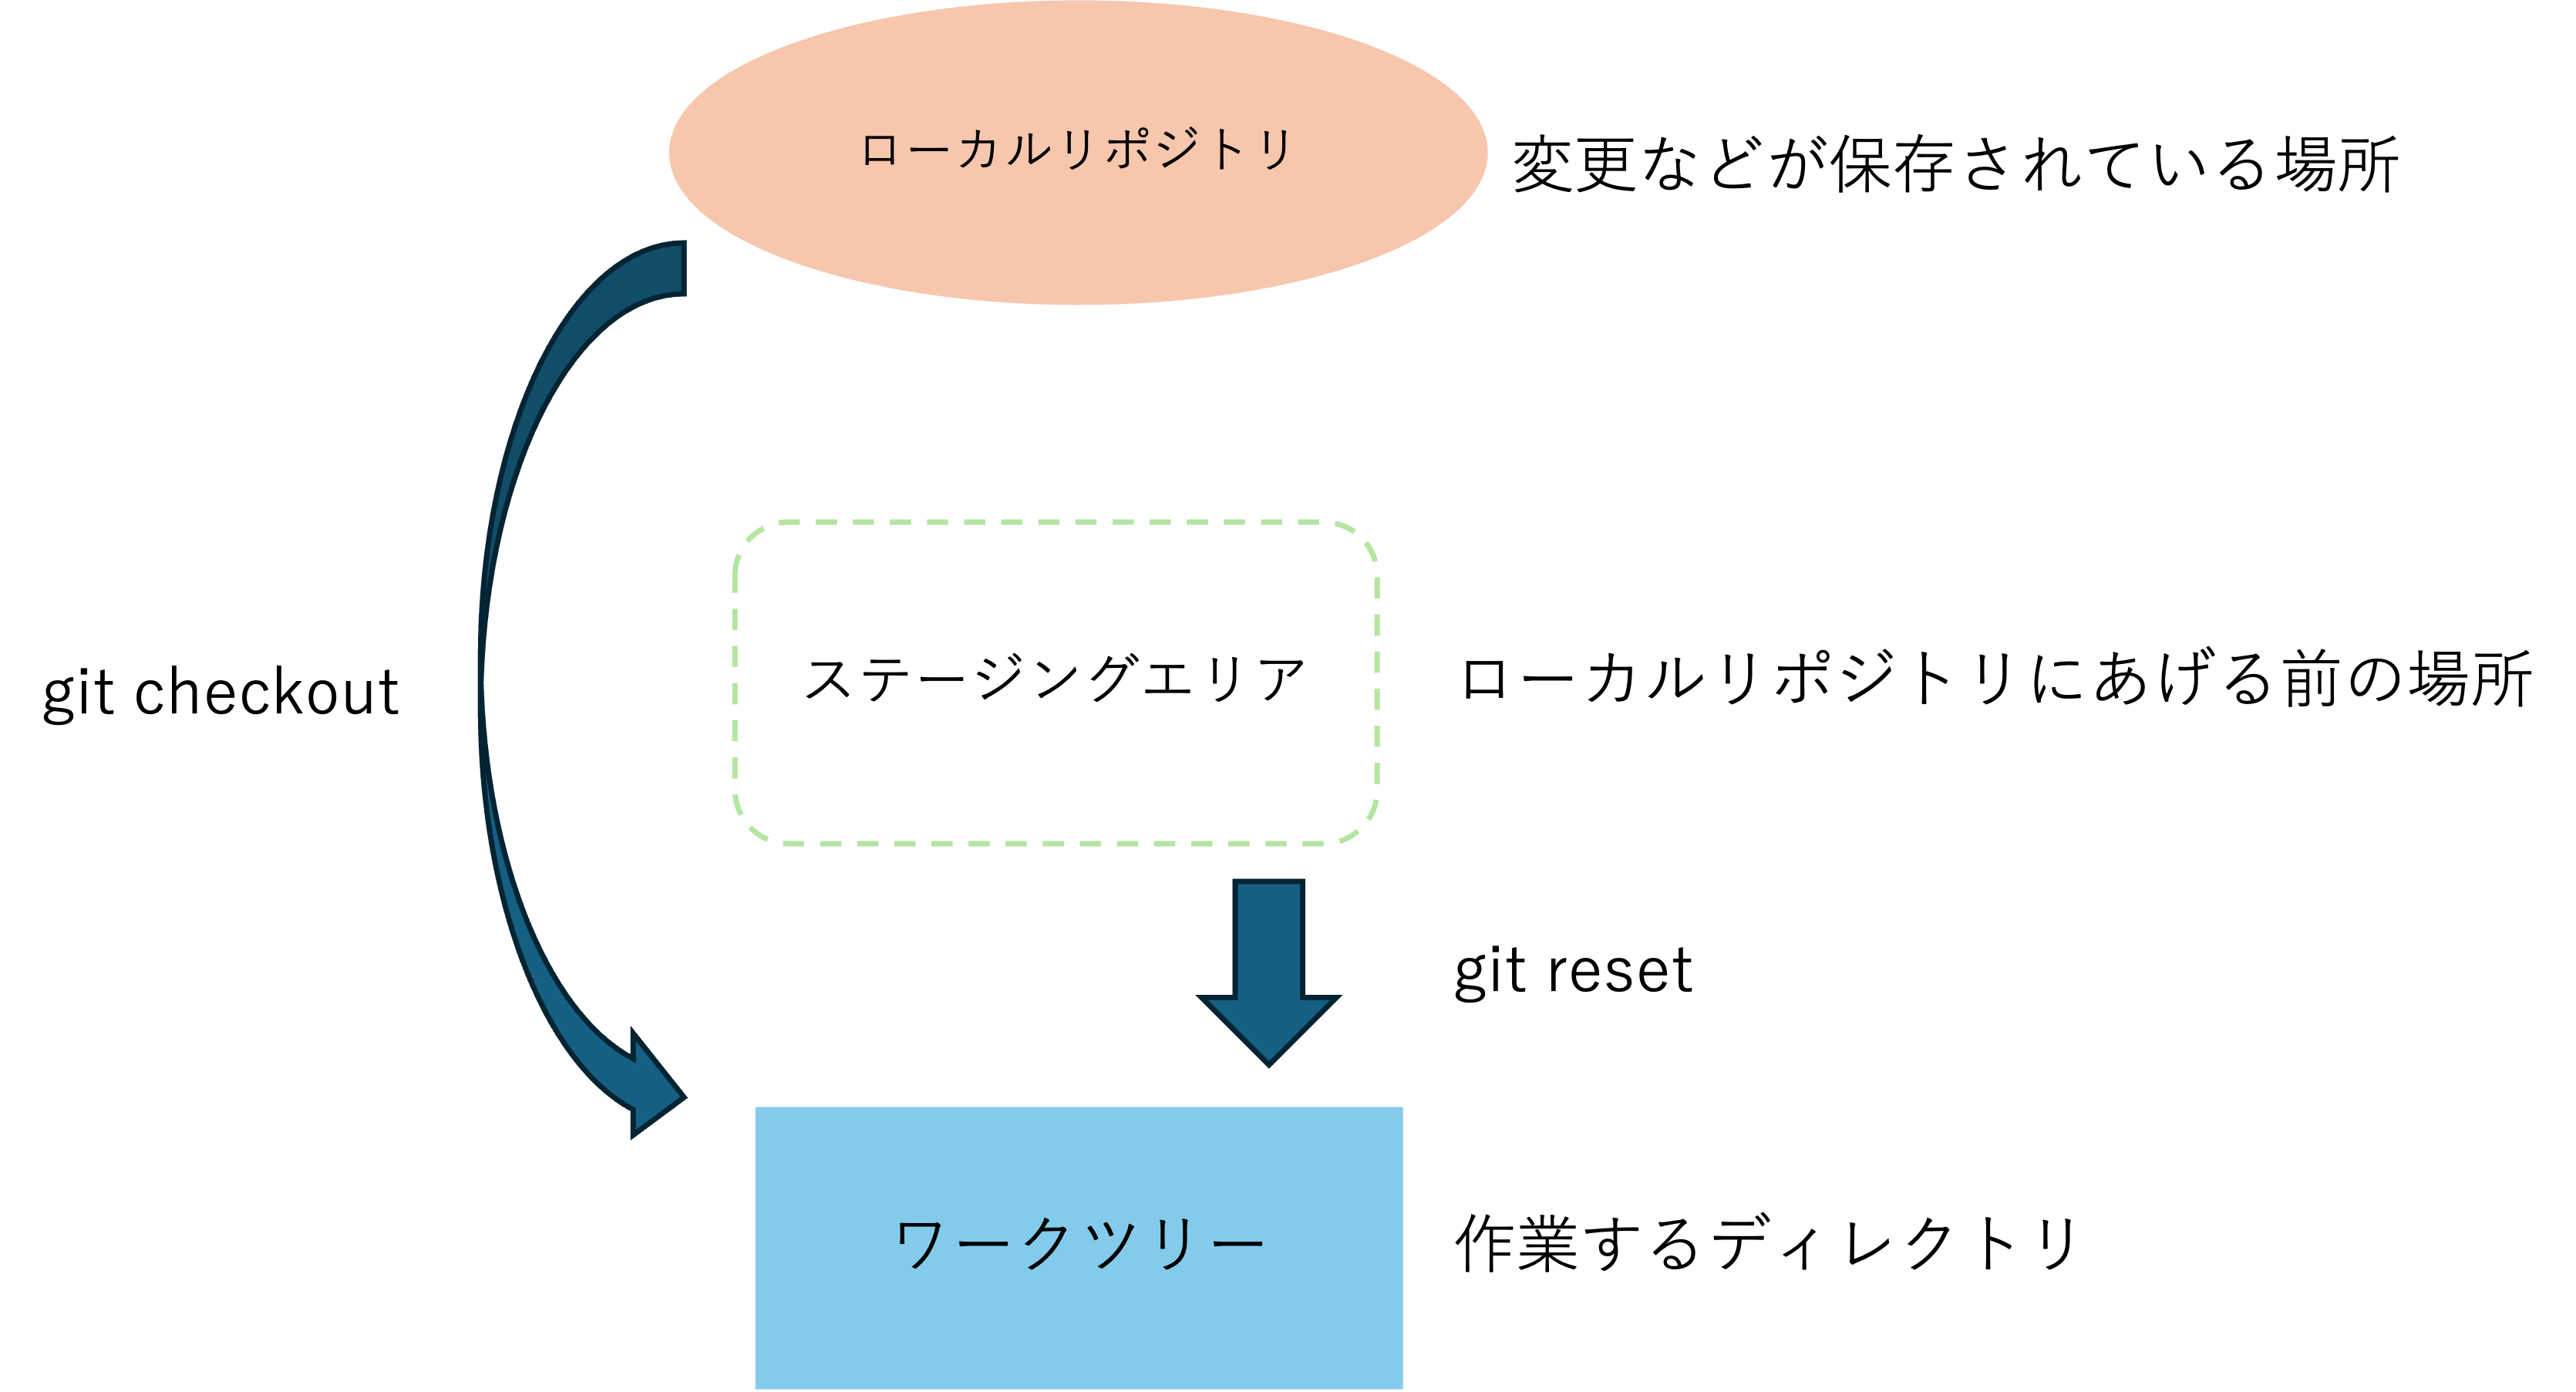 ローカルリポジトリ
変更などが保存されている場所
git checkout
ステージングエリア
ローカルリポジトリにあげる前の場所
git reset
ワークツリー
作業するディレクトリ